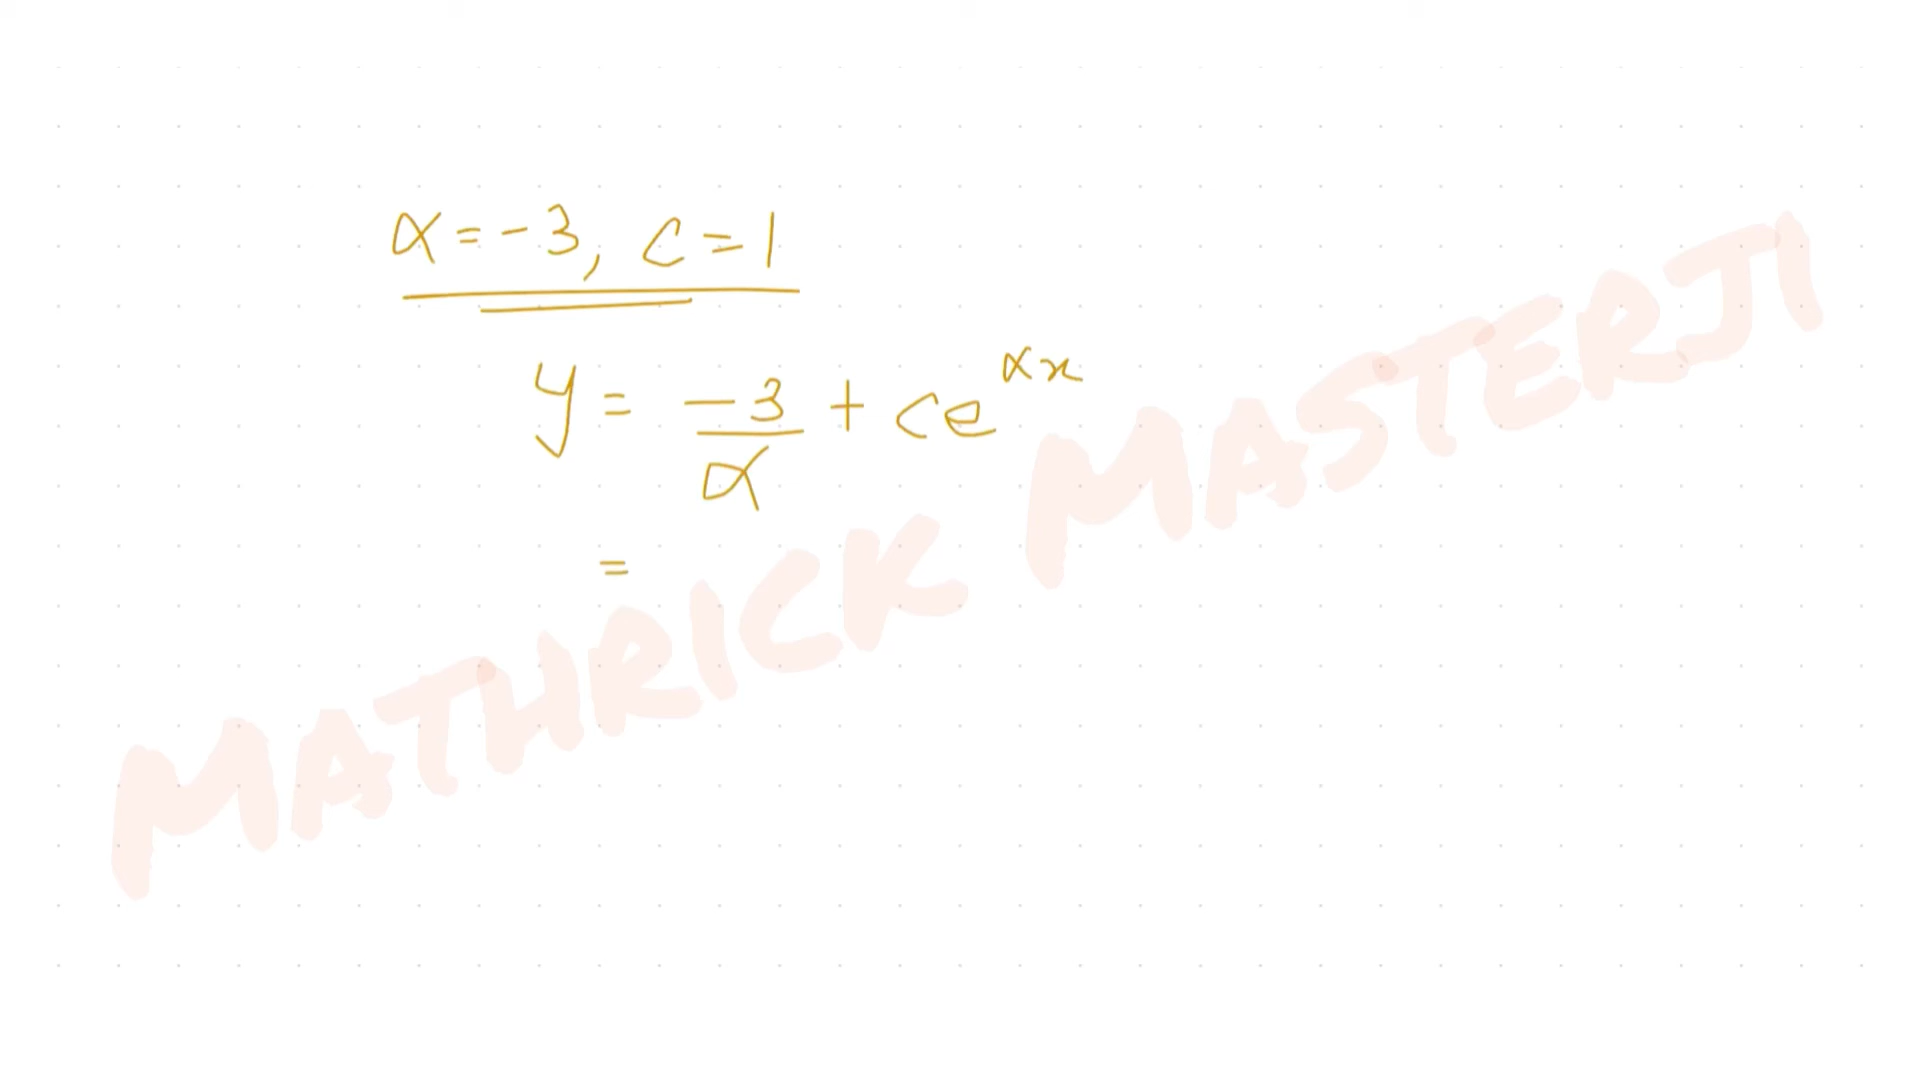 α = -3, c = 1
y = -3/α + ce^αx
=
MATHRICK MASTERJI